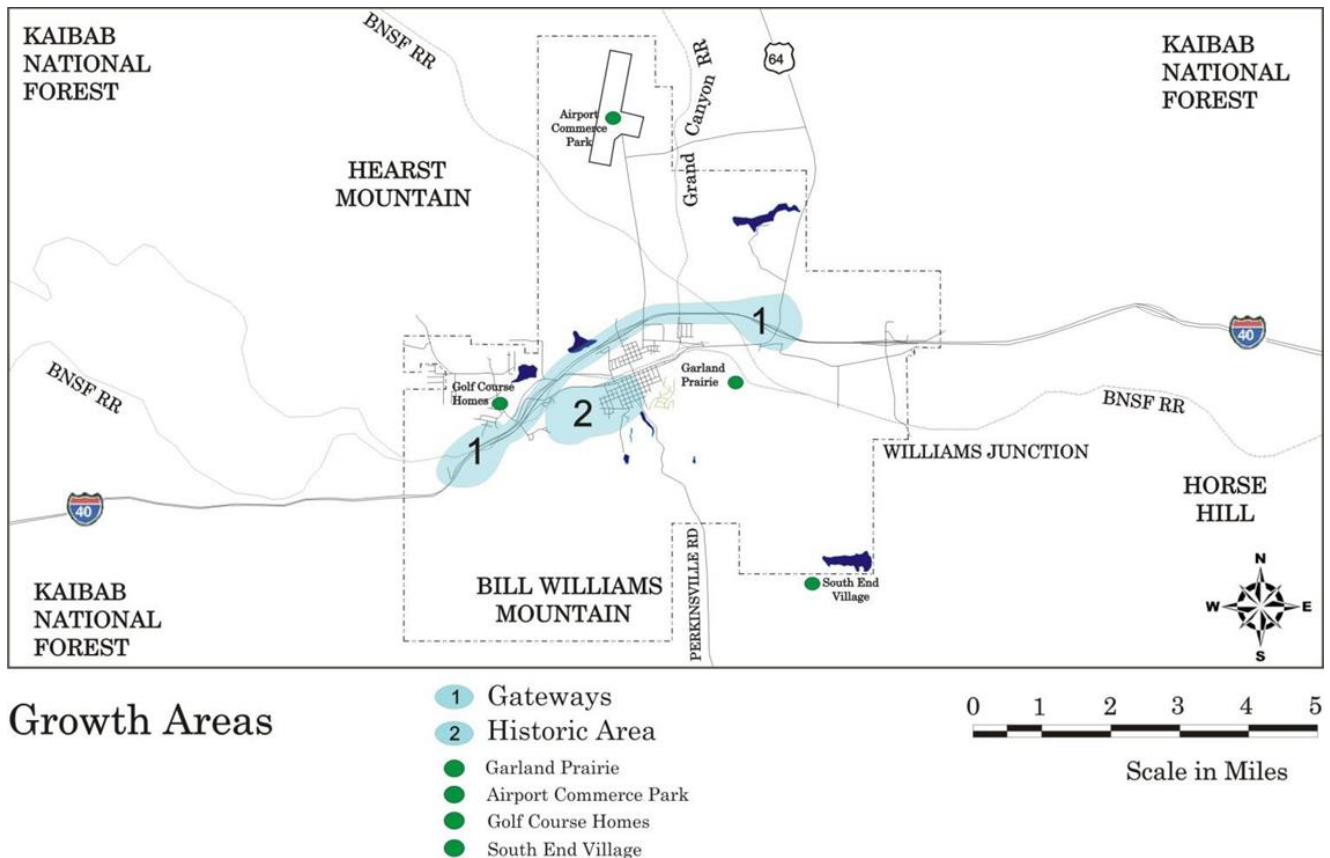 KAIBAB
NATIONAL
FOREST
BNSF RR
Grand Canyon RR
64
KAIBAB
NATIONAL
FOREST
Airport
Commerce
Park
HEARST
MOUNTAIN
1
40
Golf Course
Homes
Garland
Prairie
BNSF RR
2
1
BNSF RR
WILLIAMS JUNCTION
40
HORSE
HILL
PERKINSVILLE RD
BILL WILLIAMS
MOUNTAIN
South End
Village
KAIBAB
NATIONAL
FOREST
N
W E
S
Growth Areas
1 Gateways
2 Historic Area
Garland Prairie
Airport Commerce Park
Golf Course Homes
South End Village
0 1 2 3 4 5
Scale in Miles